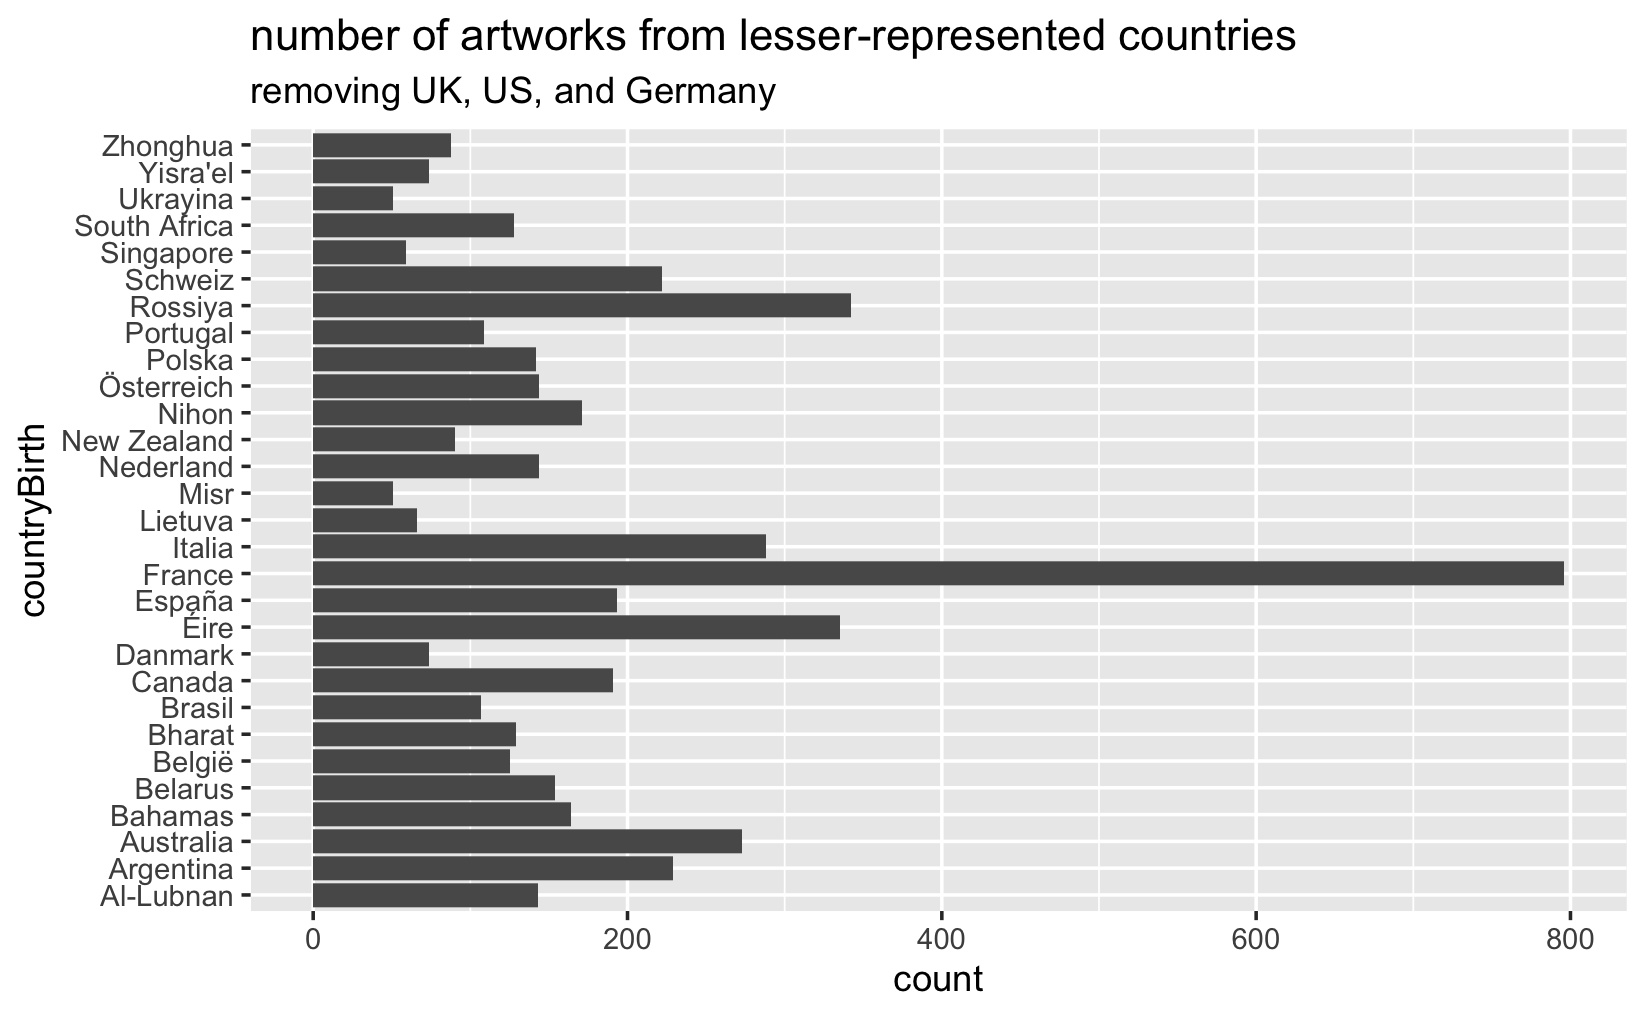 number of artworks from lesser-represented countries
removing UK, US, and Germany
countryBirth
Zhonghua
Yisra'el
Ukrayina
South Africa
Singapore
Schweiz
Rossiya
Portugal
Polska
Österreich
Nihon
New Zealand
Nederland
Misr
Lietuva
Italia
France
España
Éire
Danmark
Canada
Brasil
Bharat
België
Belarus
Bahamas
Australia
Argentina
Al-Lubnan
0 200 400 600 800
count